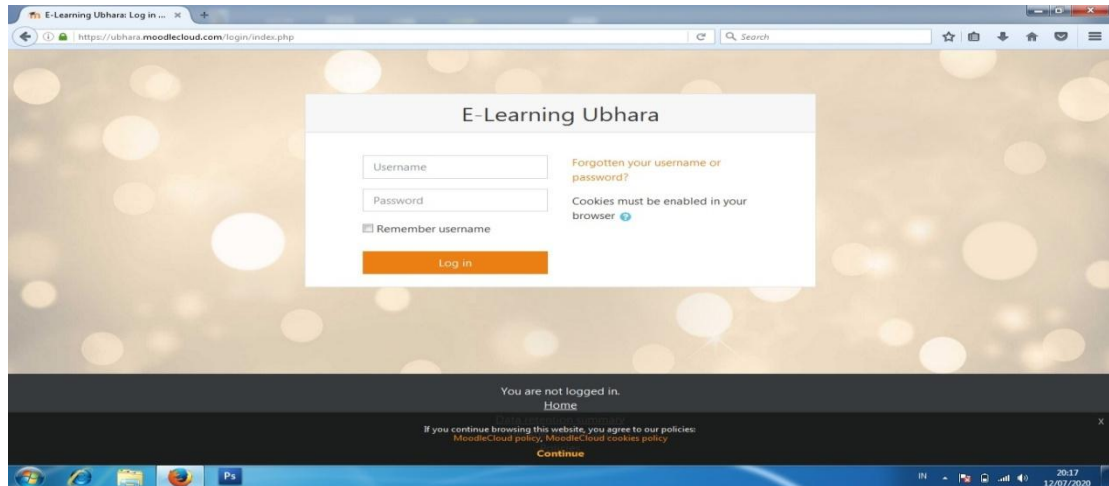 E-Learning Ubhara: Log in ...
https://ubhara.moodlecloud.com/login/index.php
Search
E-Learning Ubhara
Username
Password
Remember username
Log in
Forgotten your username or
password?
Cookies must be enabled in your
browser
You are not logged in.
Home
Data retention summary
If you continue browsing this website, you agree to our policies:
MoodleCloud policy, MoodleCloud cookies policy
Continue
x
Ps
IN
20:17
12/07/2020